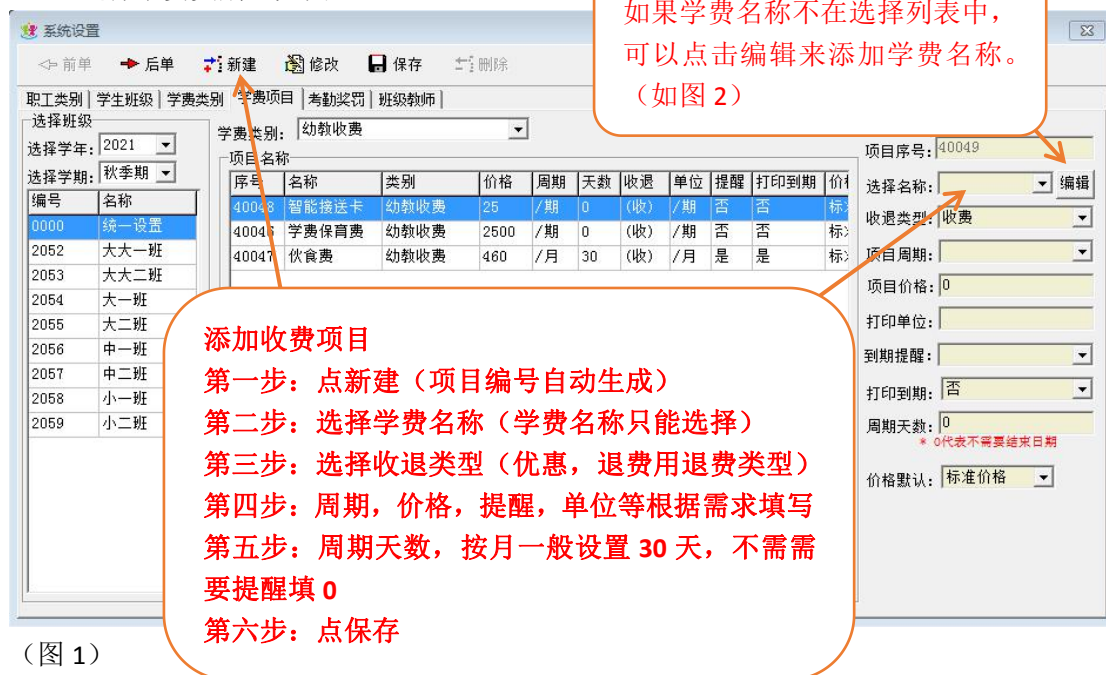 如果学费名称不在选择列表中，
可以点击编辑来添加学费名称。
（如图 2）
系统设置
前单 后单 新建 修改 保存 删除
职工类别 学生班级 学费类别 学费项目 考勤奖罚 班级教师
选择班级
选择学年: 2021
选择学期: 秋季期
编号 名称
0000 统一设置
2052 大大一班
2053 大大二班
2054 大一班
2055 大二班
2056 中一班
2057 中二班
2058 小一班
2059 小二班
学费类别: 幼教收费
项目名称
序号 名称 类别 价格 周期 天数 收退 单位 提醒 打印到期
40048 智能接送卡 幼教收费 25 /期 0 (收) /期 否 否
40046 学费保育费 幼教收费 2500 /期 0 (收) /期 否 否
40047 伙食费 幼教收费 460 /月 30 (收) /月 是 是
项目序号: 40049
选择名称: 编辑
收退类型: 收费
项目周期:
项目价格: 0
打印单位:
到期提醒:
打印到期: 否
周期天数: 0
* 0代表不需要结束日期
价格默认: 标准价格
添加收费项目
第一步：点新建（项目编号自动生成）
第二步：选择学费名称（学费名称只能选择）
第三步：选择收退类型（优惠，退费用退费类型）
第四步：周期，价格，提醒，单位等根据需求填写
第五步：周期天数，按月一般设置 30 天，不需需
要提醒填 0
第六步：点保存
（图 1）